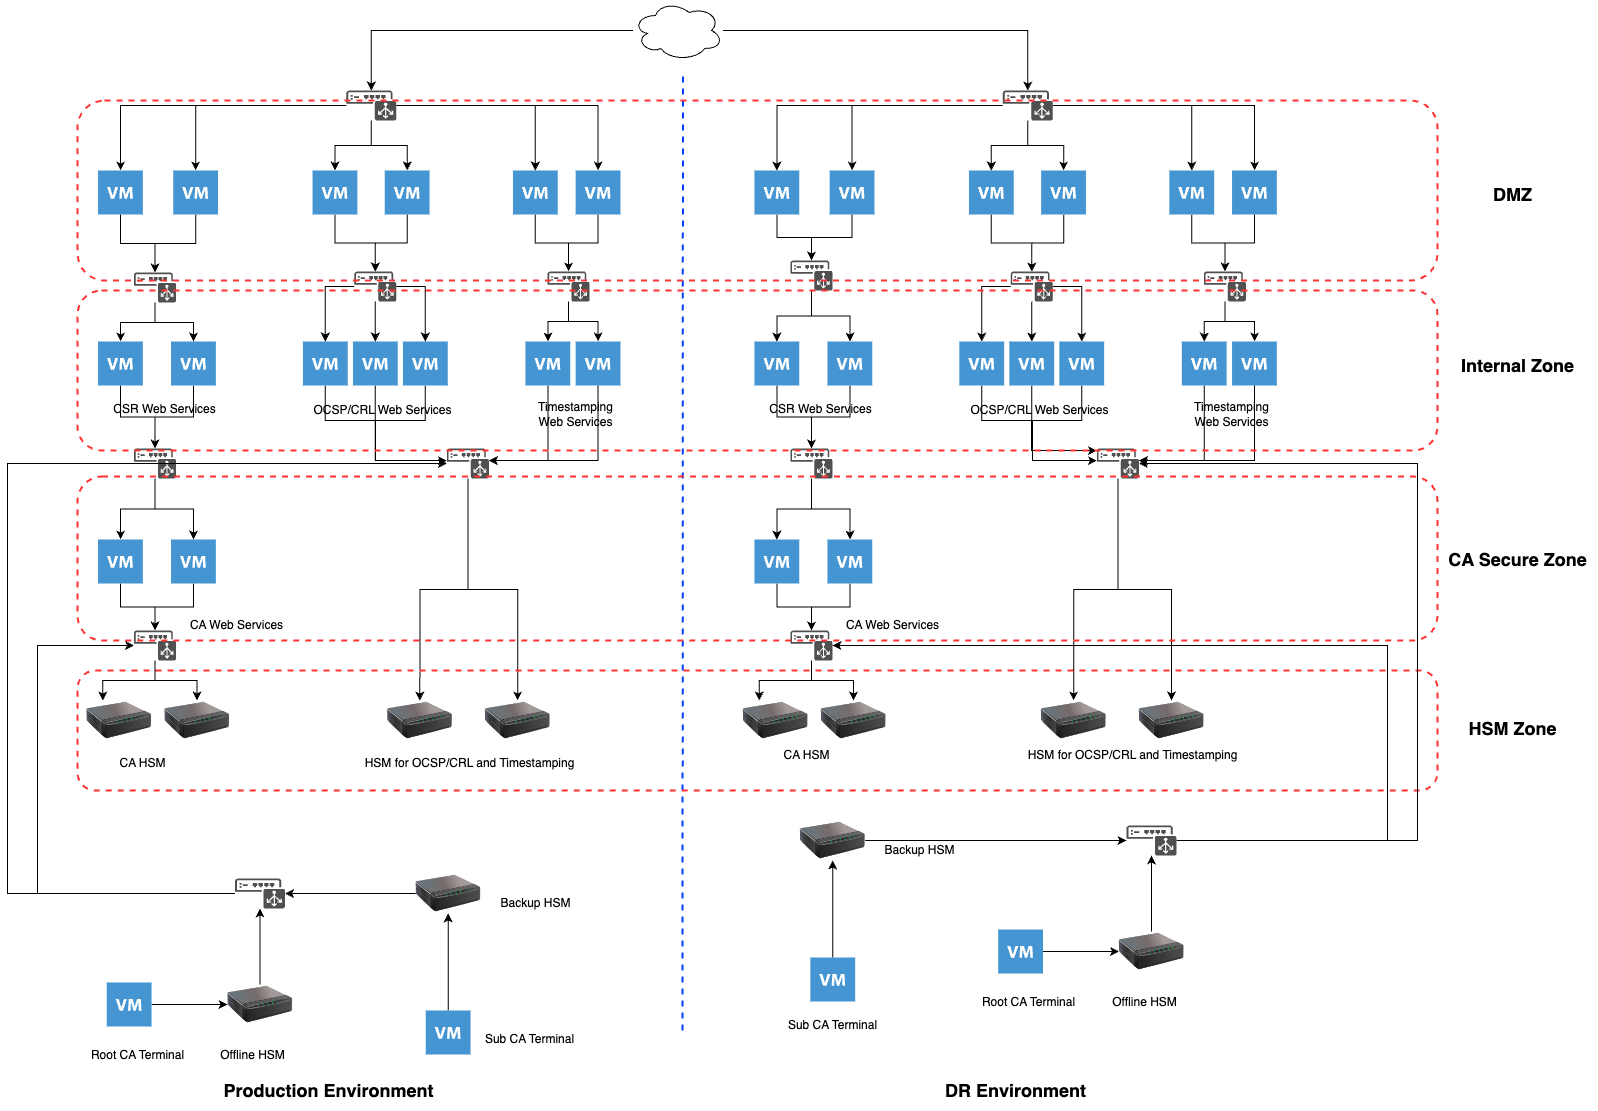 VM VM VM VM VM VM VM VM VM VM VM VM
DMZ
VM VM VM VM VM VM VM VM VM VM VM VM VM VM
Internal Zone
CSR Web Services
OCSP/CRL Web Services
Timestamping
Web Services
CSR Web Services
OCSP/CRL Web Services
Timestamping
Web Services
VM VM VM VM
CA Secure Zone
CA Web Services
CA Web Services
HSM Zone
CA HSM
HSM for OCSP/CRL and Timestamping
CA HSM
HSM for OCSP/CRL and Timestamping
Backup HSM
Backup HSM
VM
VM
VM
VM
Root CA Terminal
Offline HSM
Sub CA Terminal
Sub CA Terminal
Root CA Terminal
Offline HSM
Production Environment
DR Environment